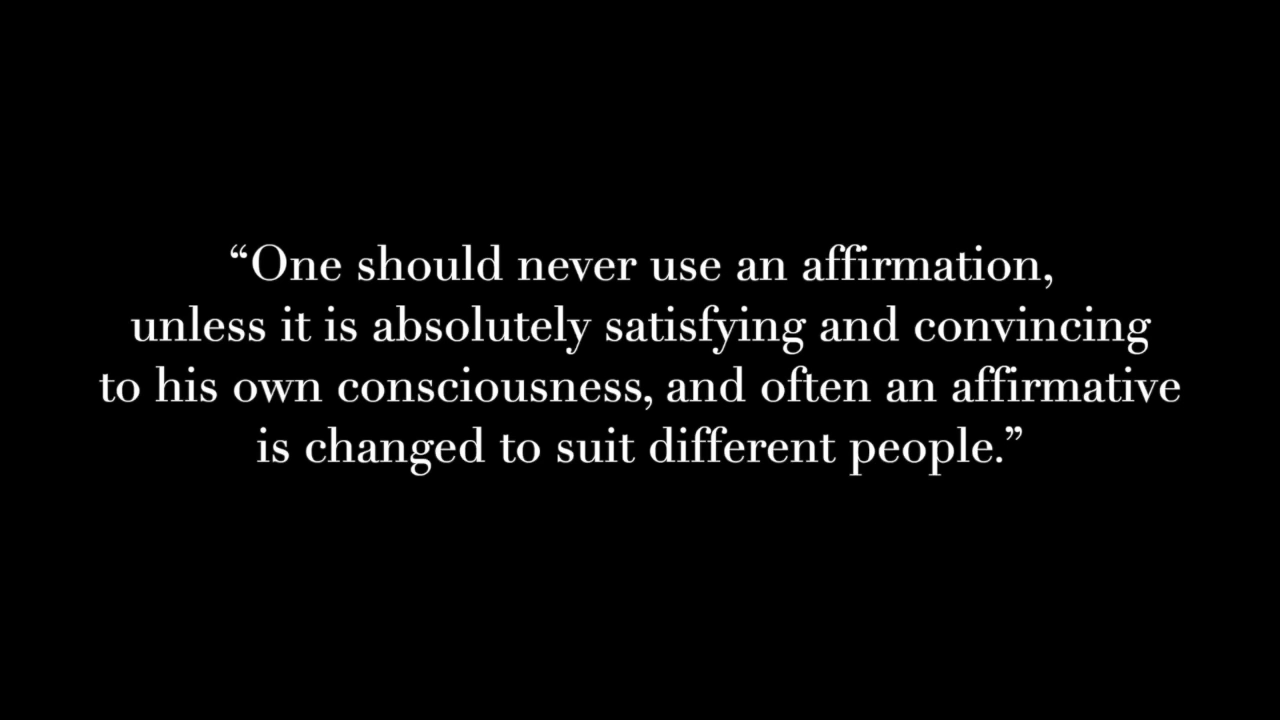 “One should never use an affirmation,
unless it is absolutely satisfying and convincing
to his own consciousness, and often an affirmative
is changed to suit different people.”